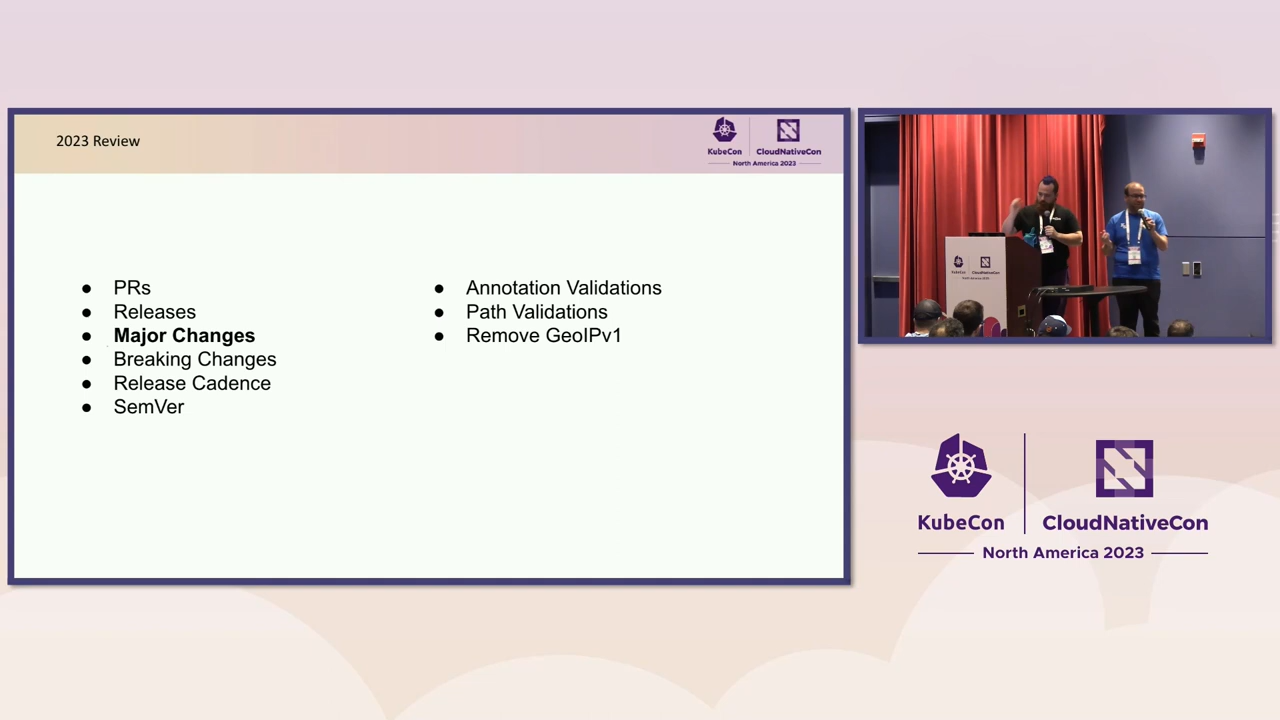 2023 Review
KubeCon
CloudNativeCon
North America 2023
● PRs
● Releases
● Major Changes
● Breaking Changes
● Release Cadence
● SemVer
● Annotation Validations
● Path Validations
● Remove GeoIPv1
KubeCon
CloudNativeCon
North America 2023